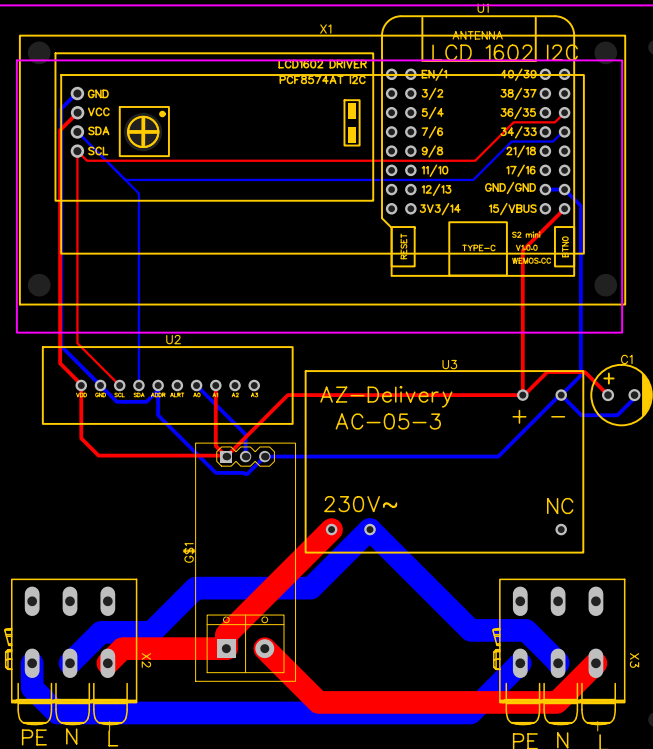 U1
X1
ANTENNA
LCD 1602 I2C
LCD1602 DRIVER
PCF8574AT I2C
GND
VCC
SDA
SCL
EN/1 40/39
3/2 38/37
5/4 36/35
7/6 34/33
9/8 21/18
11/10 17/16
12/13 GND/GND
3V3/14 15/VBUS
RESET
TYPE-C
S2 mini
V1.0.0
WEMOS.CC
BTN0
U2
VDD GND SCL SDA ADDR ALRT A0 A1 A2 A3
U3
C1
+
AZ-Delivery
AC-05-3
+ -
230V~
NC
G$1
X2
X3
PE N L
PE N L